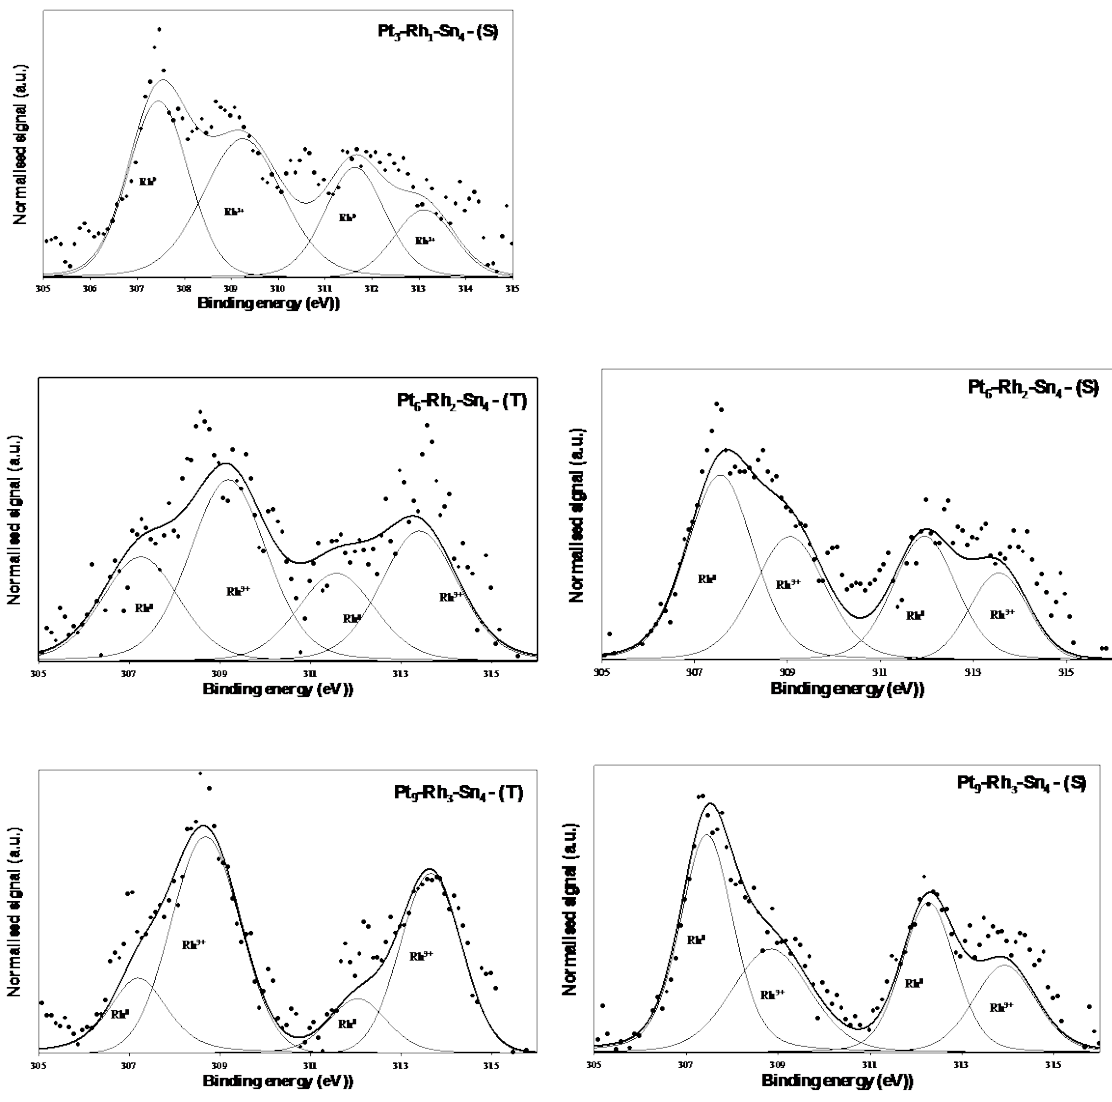 Pt₃-Rh₁-Sn₄ - (S)
Normalised signal (a.u.)
Rh⁰
Rh³⁺
Rh⁰
Rh³⁺
305 306 307 308 309 310 311 312 313 314 315
Binding energy (eV))
Pt₆-Rh₂-Sn₄ - (T)
Normalised signal (a.u.)
Rh⁰
Rh³⁺
Rh⁰
Rh³⁺
305 307 309 311 313 315
Binding energy (eV))
Pt₆-Rh₂-Sn₄ - (S)
Normalised signal (a.u.)
Rh⁰
Rh³⁺
Rh⁰
Rh³⁺
305 307 309 311 313 315
Binding energy (eV))
Pt₉-Rh₃-Sn₄ - (T)
Normalised signal (a.u.)
Rh⁰
Rh³⁺
Rh⁰
Rh³⁺
305 307 309 311 313 315
Binding energy (eV))
Pt₉-Rh₃-Sn₄ - (S)
Normalised signal (a.u.)
Rh⁰
Rh³⁺
Rh⁰
Rh³⁺
305 307 309 311 313 315
Binding energy (eV))